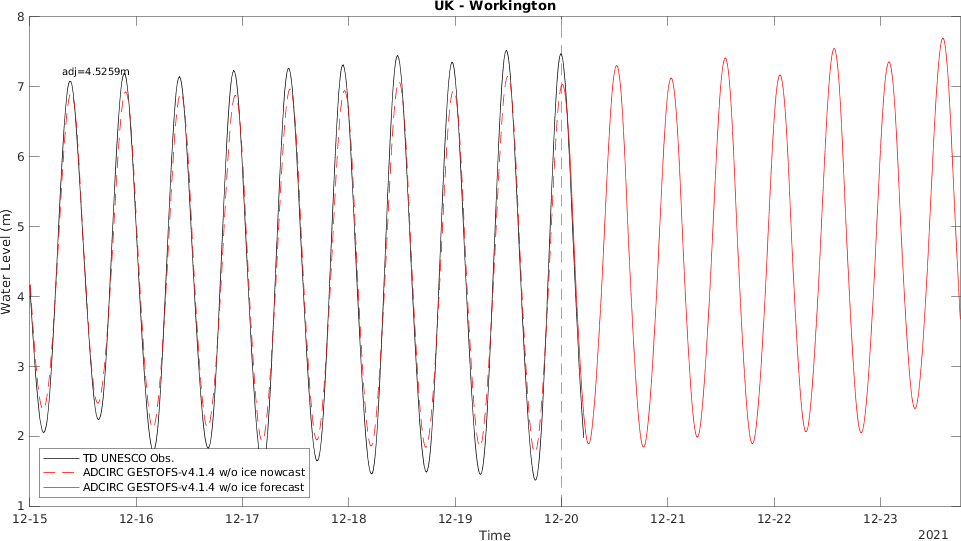 UK - Workington
8
7
6
5
4
3
2
1
Water Level (m)
adj=4.5259m
TD UNESCO Obs.
ADCIRC GESTOFS-v4.1.4 w/o ice nowcast
ADCIRC GESTOFS-v4.1.4 w/o ice forecast
12-15 12-16 12-17 12-18 12-19 12-20 12-21 12-22 12-23
Time
2021